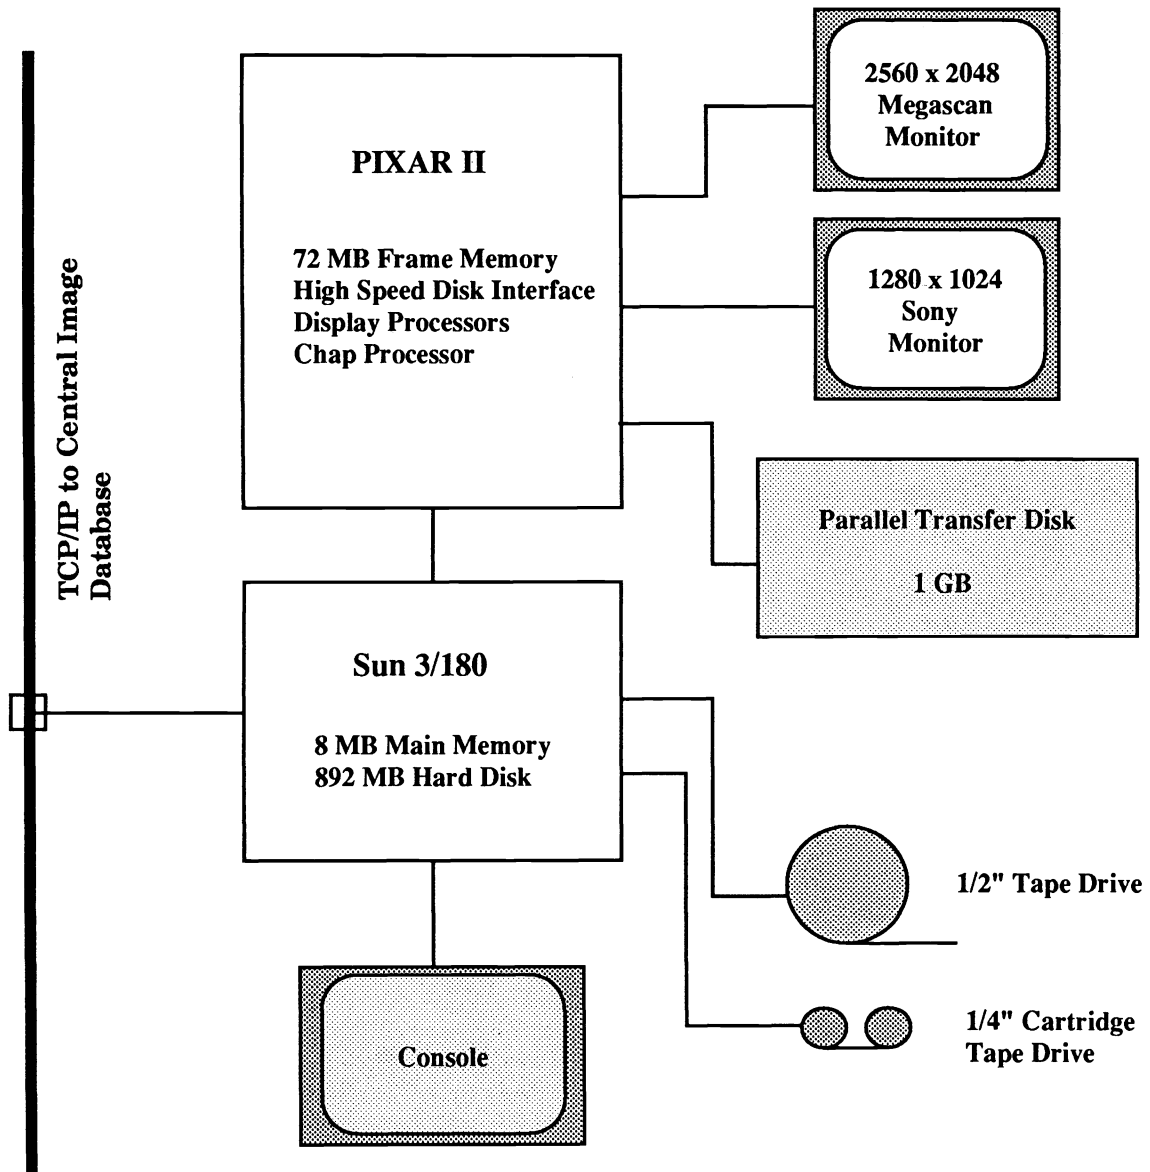 2560 x 2048
Megascan
Monitor
PIXAR II
72 MB Frame Memory
High Speed Disk Interface
Display Processors
Chap Processor
1280 x 1024
Sony
Monitor
TCP/IP to Central Image
Database
Parallel Transfer Disk
1 GB
Sun 3/180
8 MB Main Memory
892 MB Hard Disk
1/2" Tape Drive
1/4" Cartridge
Tape Drive
Console